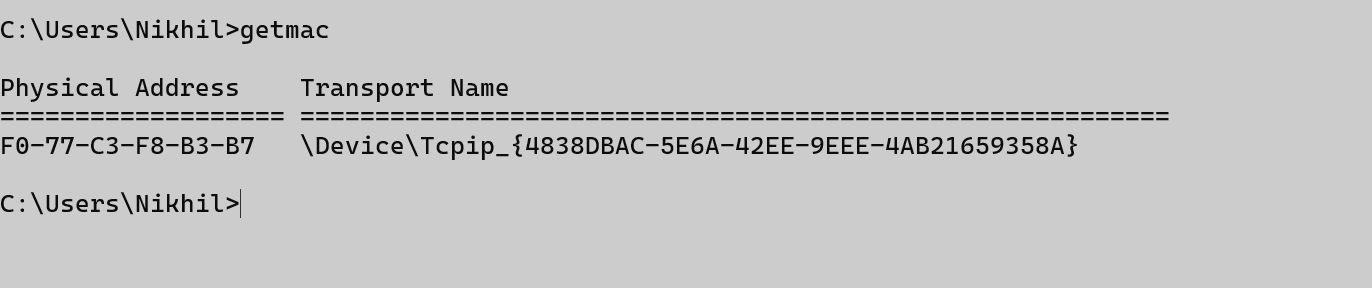 C:\Users\Nikhil>getmac
Physical Address    Transport Name
=================== ==========================================================
F0-77-C3-F8-B3-B7   \Device\Tcpip_{4838DBAC-5E6A-42EE-9EEE-4AB21659358A}
C:\Users\Nikhil>